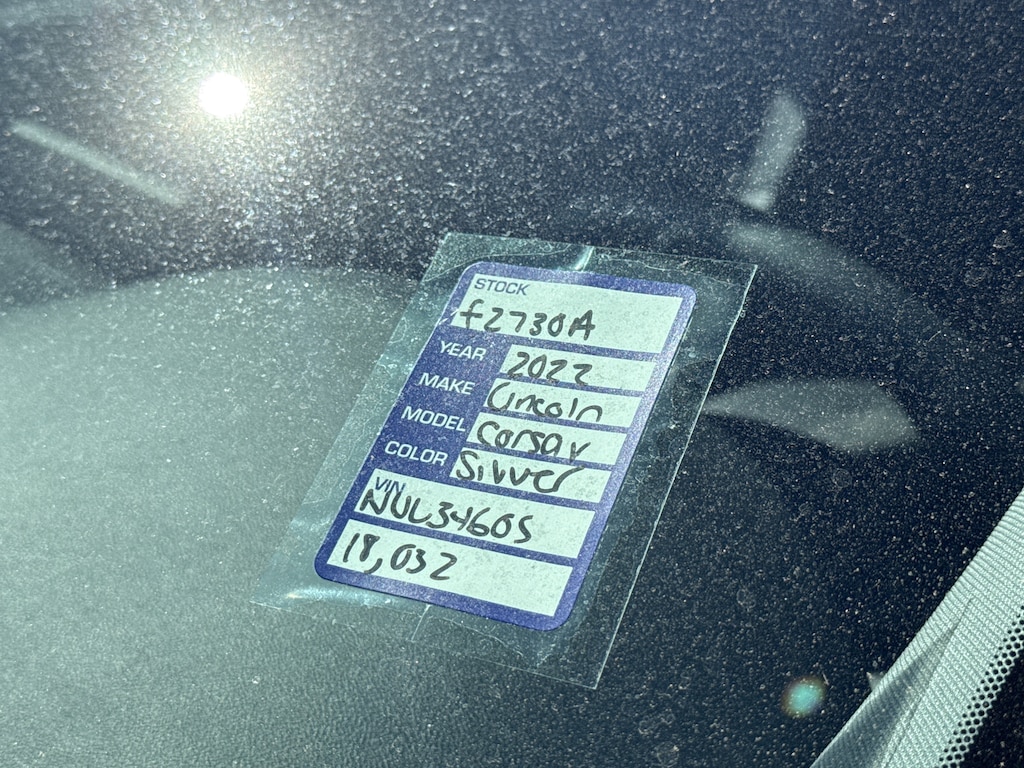 STOCK
f2730A
YEAR 2022
MAKE Lincoln
MODEL Corsair
COLOR Silver
VIN
NUL34605
18,032